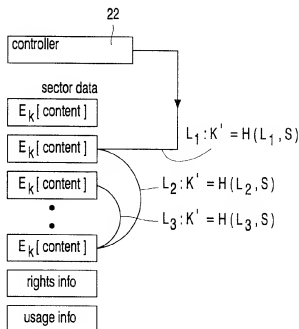 22
controller
sector data
E_k[content]
E_k[content]
L_1 : K' = H(L_1, S)
E_k[content]
L_2 : K' = H(L_2, S)
L_3 : K' = H(L_3, S)
E_k[content]
rights info
usage info